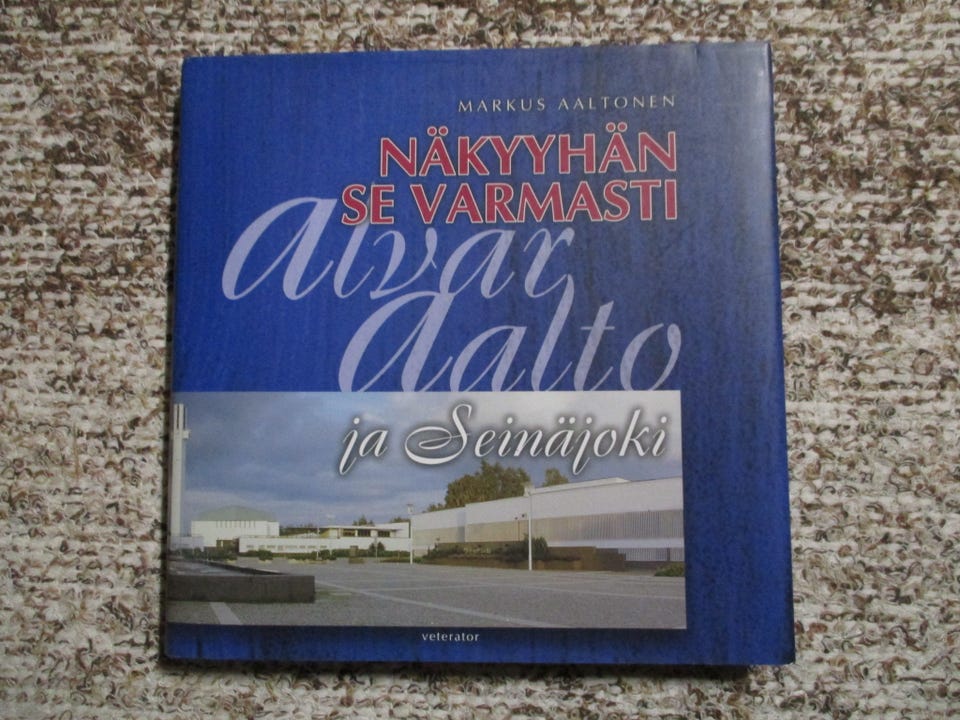 MARKUS AALTONEN
NÄKYYHÄN
SE VARMASTI
alvar
aalto
ja Seinäjoki
veterator